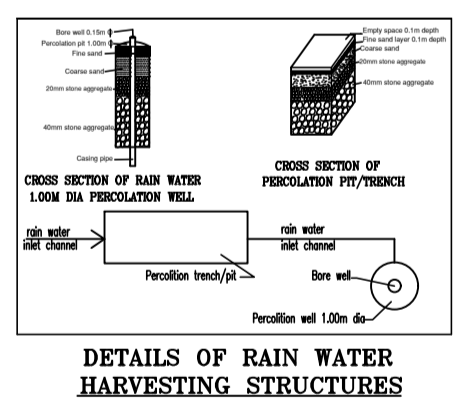 Bore well 0.15m ϕ
Percolation pit 1.00m ϕ
Fine sand
Coarse sand
20mm stone aggregate
40mm stone aggregate
Casing pipe
CROSS SECTION OF RAIN WATER
1.00M DIA PERCOLATION WELL
Empty space 0.1m depth
Fine sand layer 0.1m depth
Coarse sand
20mm stone aggregate
40mm stone aggregate
CROSS SECTION OF
PERCOLATION PIT/TRENCH
rain water
inlet channel
Percolition trench/pit
rain water
inlet channel
Bore well
Percolition well 1.00m dia
DETAILS OF RAIN WATER
HARVESTING STRUCTURES